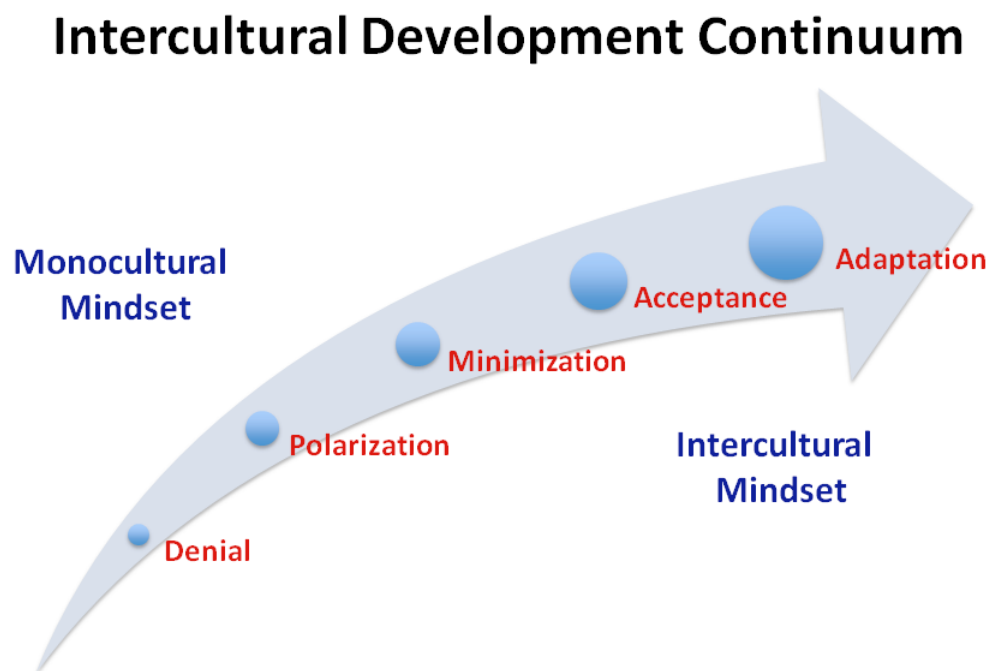 Intercultural Development Continuum
Monocultural
Mindset
Adaptation
Acceptance
Minimization
Polarization
Intercultural
Mindset
Denial